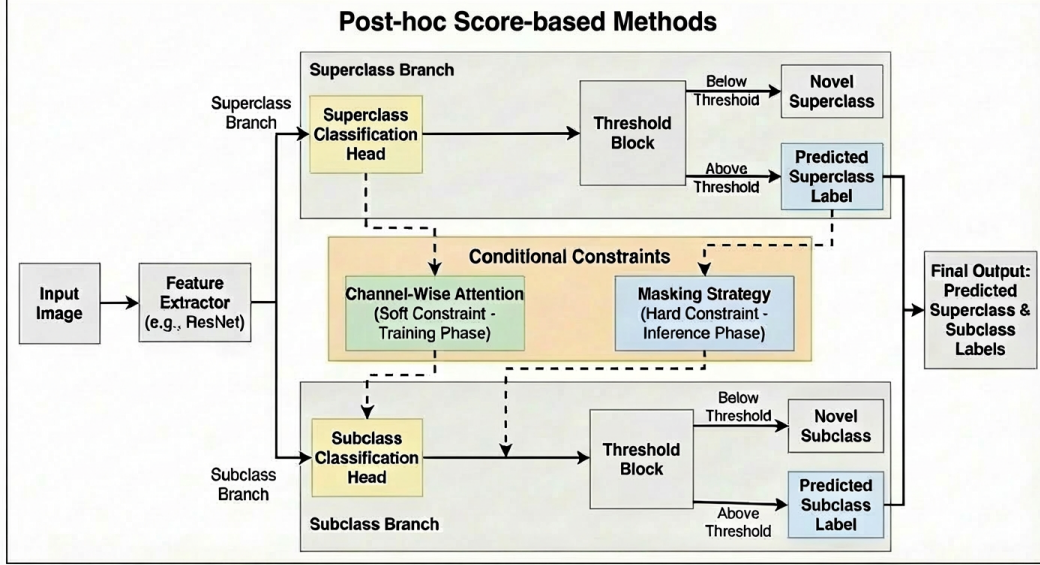 Post-hoc Score-based Methods
Superclass Branch
Superclass
Branch
Superclass
Classification
Head
Threshold
Block
Below
Threshold
Novel
Superclass
Above
Threshold
Predicted
Superclass
Label
Input
Image
Feature
Extractor
(e.g., ResNet)
Conditional Constraints
Channel-Wise Attention
(Soft Constraint -
Training Phase)
Masking Strategy
(Hard Constraint -
Inference Phase)
Final Output:
Predicted
Superclass &
Subclass
Labels
Subclass
Branch
Subclass
Classification
Head
Subclass Branch
Threshold
Block
Below
Threshold
Novel
Subclass
Above
Threshold
Predicted
Subclass
Label